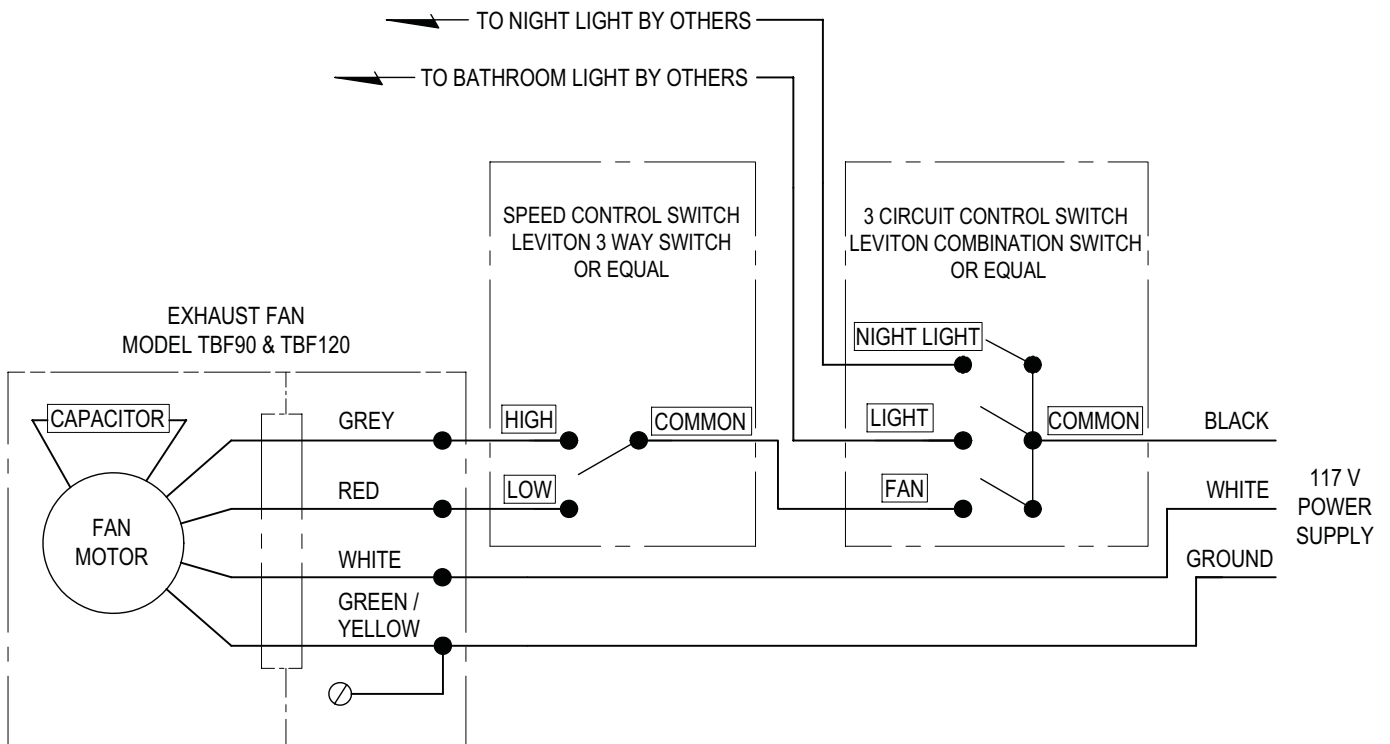 TO NIGHT LIGHT BY OTHERS
TO BATHROOM LIGHT BY OTHERS
SPEED CONTROL SWITCH
LEVITON 3 WAY SWITCH
OR EQUAL
3 CIRCUIT CONTROL SWITCH
LEVITON COMBINATION SWITCH
OR EQUAL
EXHAUST FAN
MODEL TBF90 & TBF120
NIGHT LIGHT
CAPACITOR
GREY
HIGH
COMMON
LIGHT
COMMON
BLACK
RED
LOW
FAN
WHITE
117 V
POWER
SUPPLY
FAN
MOTOR
WHITE
GROUND
GREEN /
YELLOW